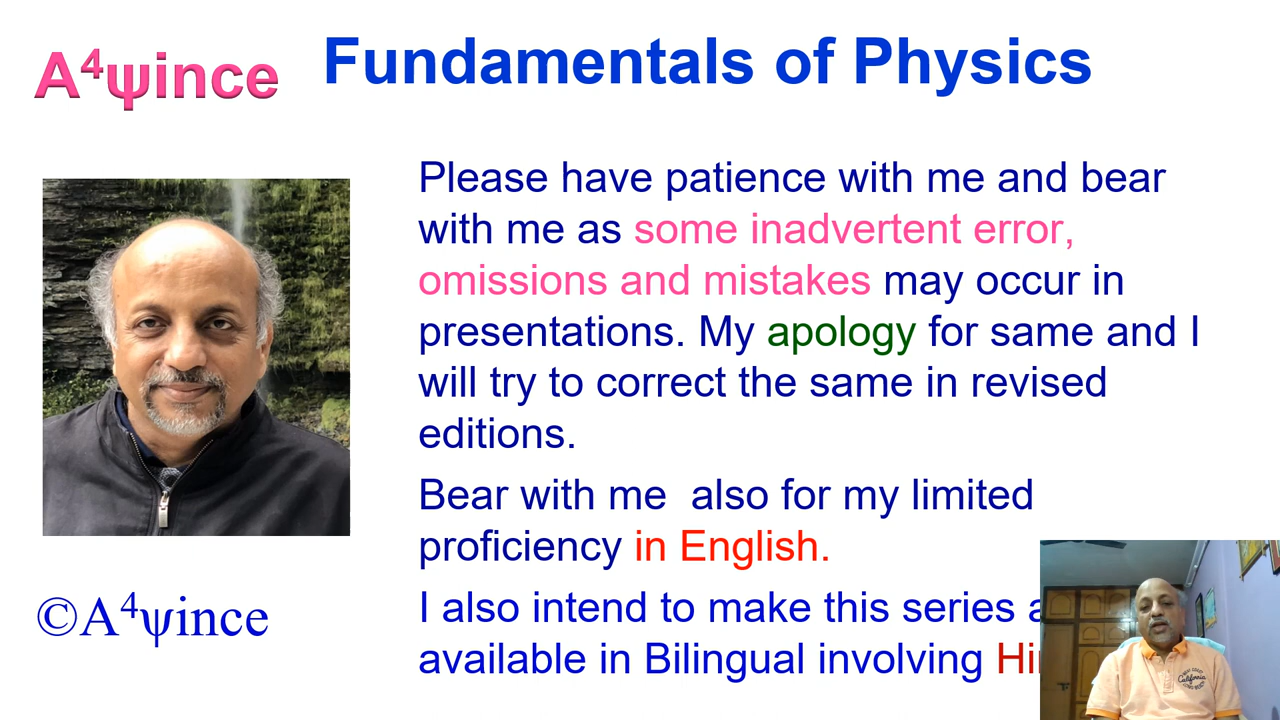 A⁴ψince
Fundamentals of Physics
Please have patience with me and bear
with me as some inadvertent error,
omissions and mistakes may occur in
presentations. My apology for same and I
will try to correct the same in revised
editions.
Bear with me also for my limited
proficiency in English.
I also intend to make this series
available in Bilingual involving
©A⁴ψince
California